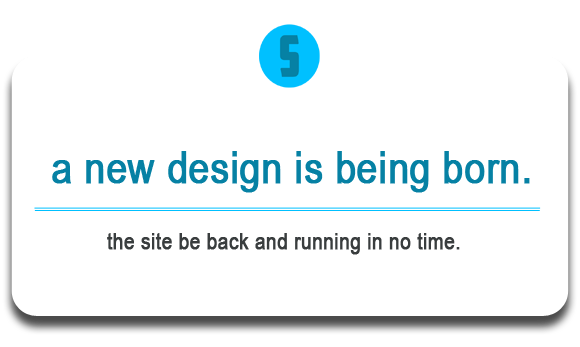 S
a new design is being born.
the site be back and running in no time.